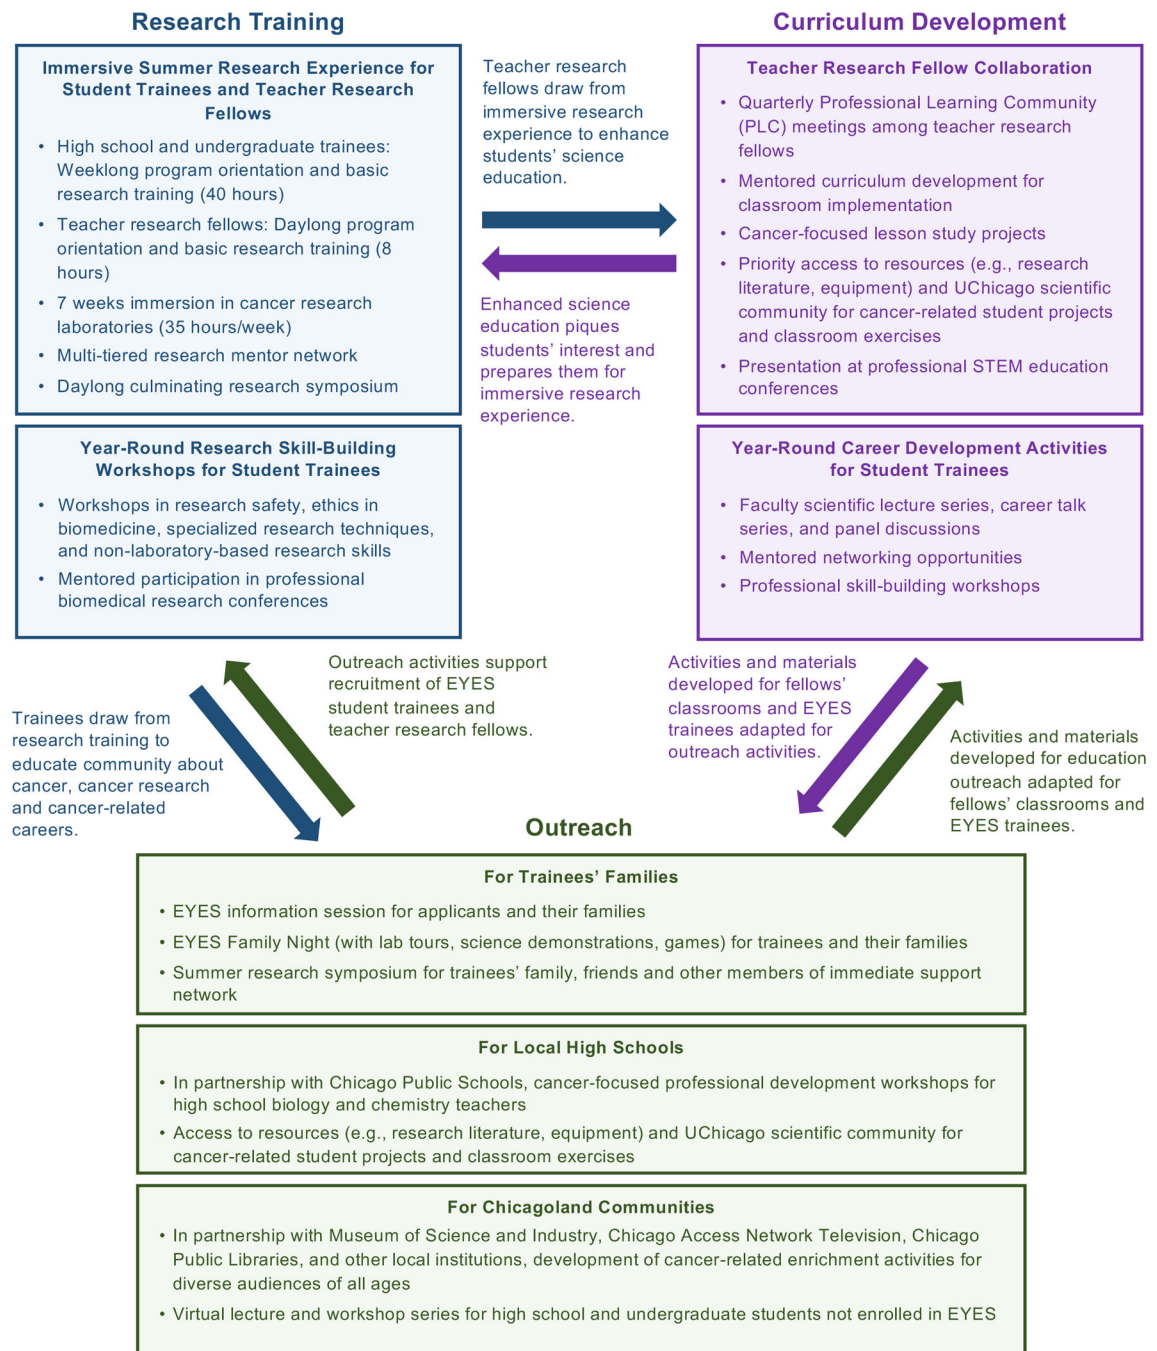 Research Training
Immersive Summer Research Experience for
Student Trainees and Teacher Research
Fellows
• High school and undergraduate trainees:
Weeklong program orientation and basic
research training (40 hours)
• Teacher research fellows: Daylong program
orientation and basic research training (8
hours)
• 7 weeks immersion in cancer research
laboratories (35 hours/week)
• Multi-tiered research mentor network
• Daylong culminating research symposium
Year-Round Research Skill-Building
Workshops for Student Trainees
• Workshops in research safety, ethics in
biomedicine, specialized research techniques,
and non-laboratory-based research skills
• Mentored participation in professional
biomedical research conferences
Teacher research
fellows draw from
immersive research
experience to enhance
students’ science
education.
Enhanced science
education piques
students’ interest and
prepares them for
immersive research
experience.
Curriculum Development
Teacher Research Fellow Collaboration
• Quarterly Professional Learning Community
(PLC) meetings among teacher research
fellows
• Mentored curriculum development for
classroom implementation
• Cancer-focused lesson study projects
• Priority access to resources (e.g., research
literature, equipment) and UChicago scientific
community for cancer-related student projects
and classroom exercises
• Presentation at professional STEM education
conferences
Year-Round Career Development Activities
for Student Trainees
• Faculty scientific lecture series, career talk
series, and panel discussions
• Mentored networking opportunities
• Professional skill-building workshops
Trainees draw from
research training to
educate community about
cancer, cancer research
and cancer-related
careers.
Outreach activities support
recruitment of EYES
student trainees and
teacher research fellows.
Activities and materials
developed for fellows’
classrooms and EYES
trainees adapted for
outreach activities.
Activities and materials
developed for education
outreach adapted for
fellows’ classrooms and
EYES trainees.
Outreach
For Trainees’ Families
• EYES information session for applicants and their families
• EYES Family Night (with lab tours, science demonstrations, games) for trainees and their families
• Summer research symposium for trainees’ family, friends and other members of immediate support
network
For Local High Schools
• In partnership with Chicago Public Schools, cancer-focused professional development workshops for
high school biology and chemistry teachers
• Access to resources (e.g., research literature, equipment) and UChicago scientific community for
cancer-related student projects and classroom exercises
For Chicagoland Communities
• In partnership with Museum of Science and Industry, Chicago Access Network Television, Chicago
Public Libraries, and other local institutions, development of cancer-related enrichment activities for
diverse audiences of all ages
• Virtual lecture and workshop series for high school and undergraduate students not enrolled in EYES